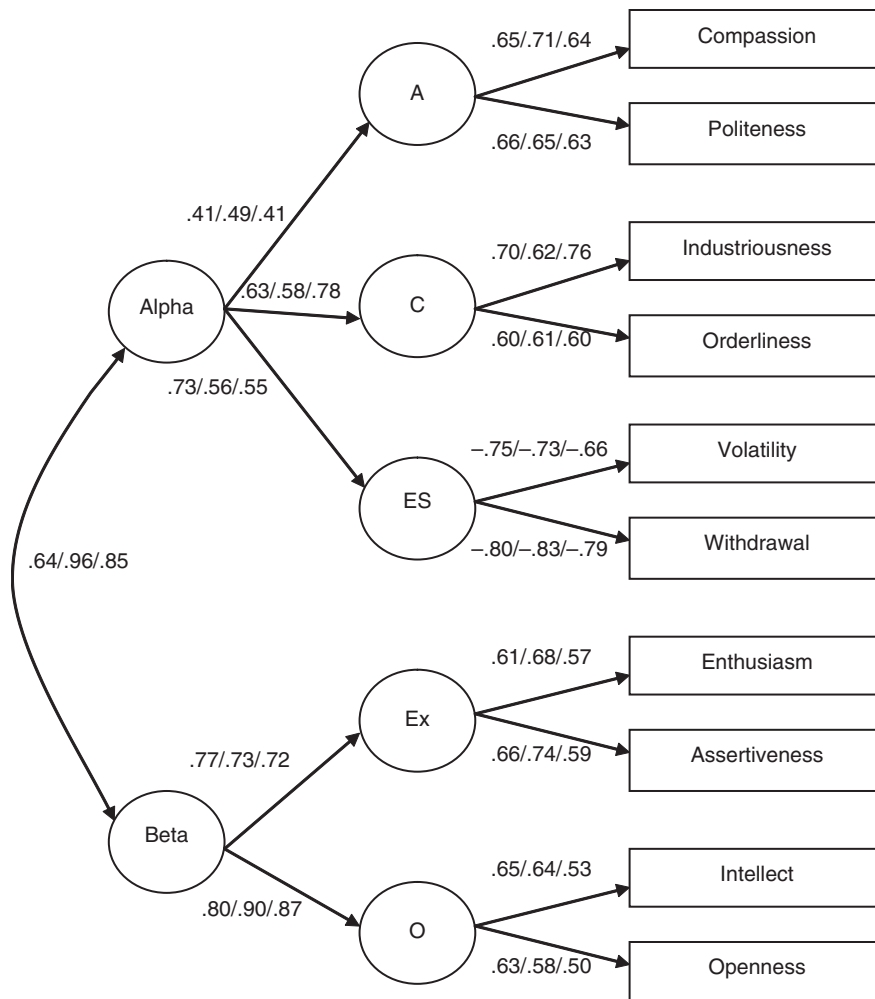 .65/.71/.64
Compassion
A
.66/.65/.63
Politeness
.41/.49/.41
.70/.62/.76
Industriousness
Alpha
.63/.58/.78
C
.60/.61/.60
Orderliness
.73/.56/.55
–.75/–.73/–.66
Volatility
ES
–.80/–.83/–.79
Withdrawal
.64/.96/.85
.61/.68/.57
Enthusiasm
Ex
.77/.73/.72
.66/.74/.59
Assertiveness
Beta
.65/.64/.53
Intellect
.80/.90/.87
O
.63/.58/.50
Openness